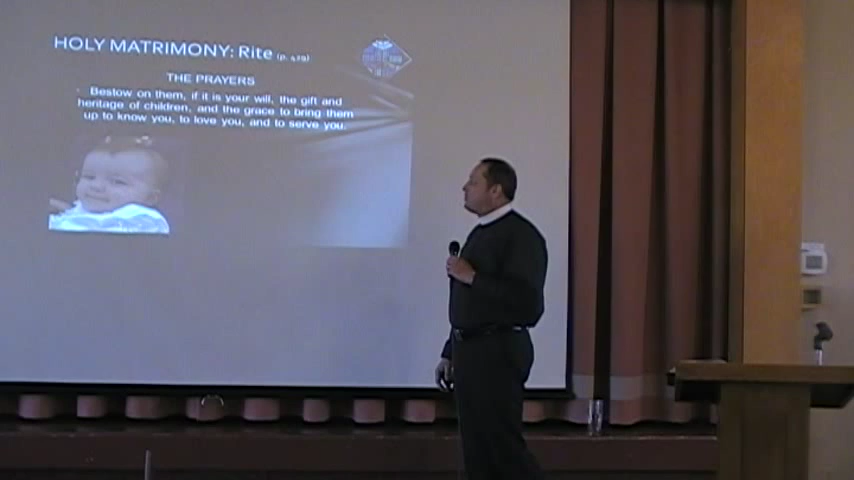 HOLY MATRIMONY: Rite
THE PRAYERS
Bestow on them, if it is your will, the gift and
heritage of children, and the grace to bring them
up to know you, to love you, and to serve you.